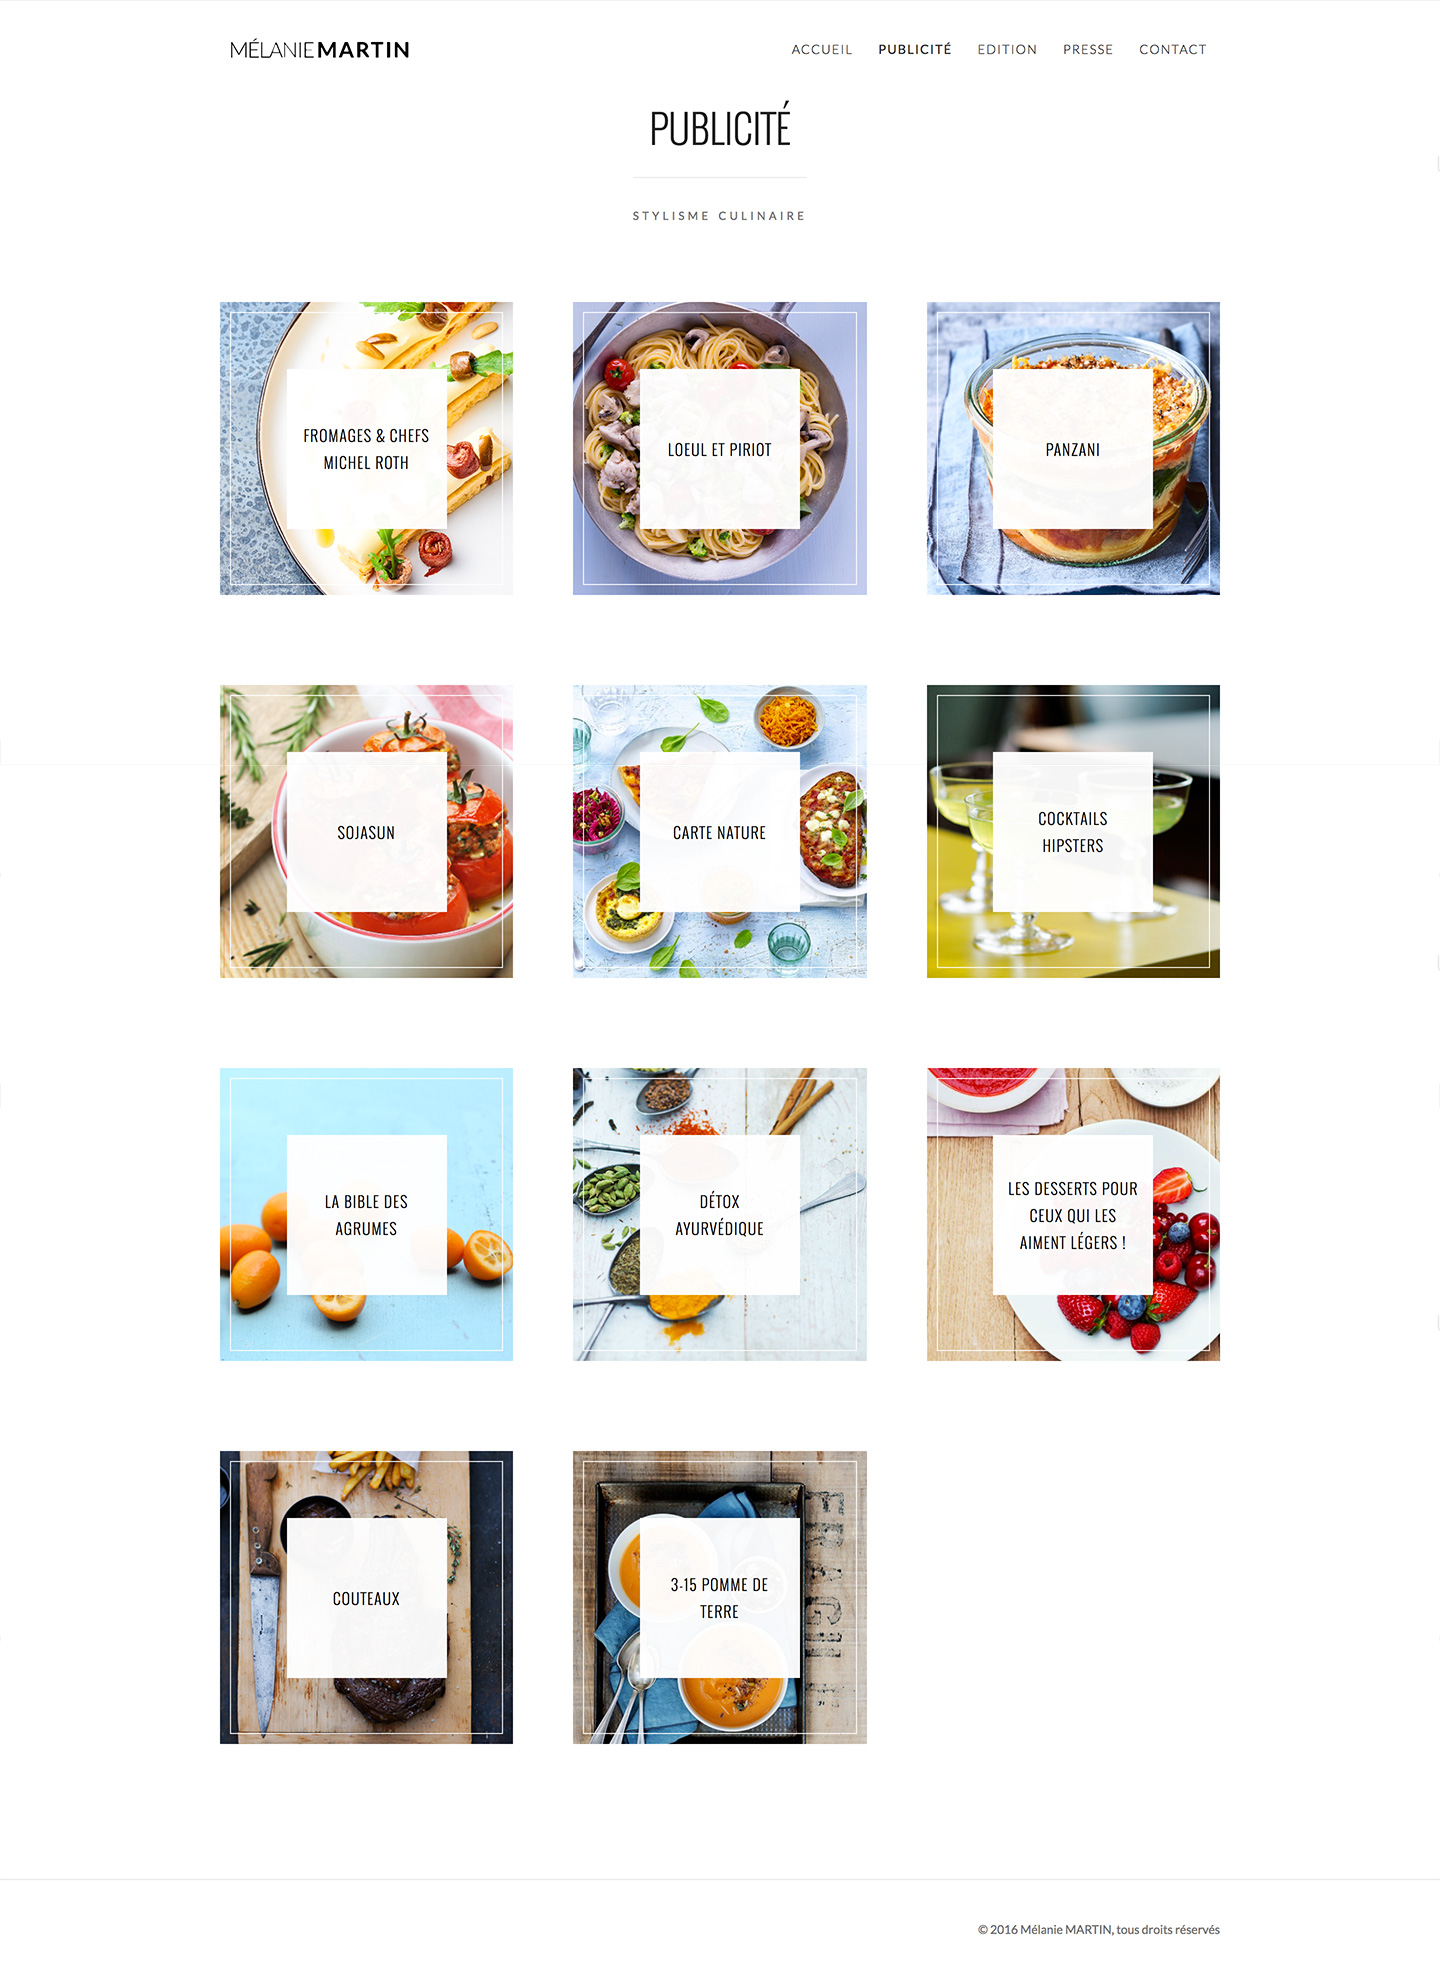 MÉLANIEMARTIN
ACCUEIL PUBLICITÉ EDITION PRESSE CONTACT
PUBLICITÉ
STYLISME CULINAIRE
FROMAGES & CHEFS
MICHEL ROTH
LOEUL ET PIRIOT
PANZANI
SOJASUN
CARTE NATURE
COCKTAILS
HIPSTERS
LA BIBLE DES
AGRUMES
DÉTOX
AYURVÉDIQUE
LES DESSERTS POUR
CEUX QUI LES
AIMENT LÉGERS !
COUTEAUX
3-15 POMME DE
TERRE
© 2016 Mélanie MARTIN, tous droits réservés